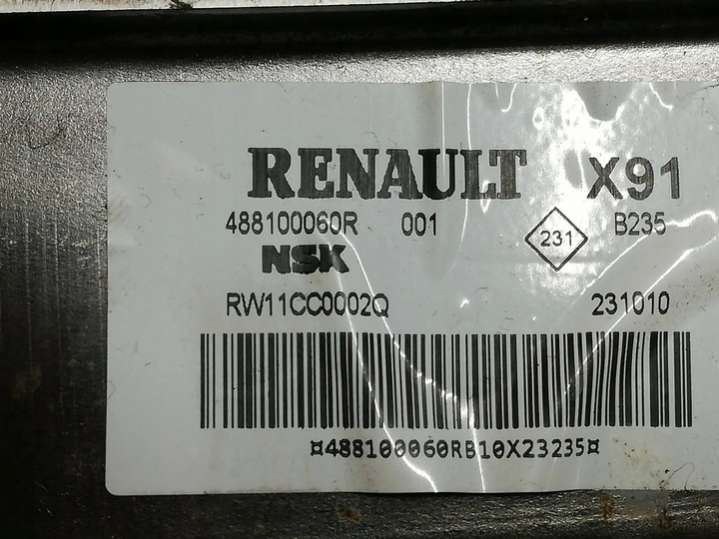 RENAULT X91
488100060R 001 231 B235
NSK
RW11CC0002Q 231010
¤488100060RB10X23235¤